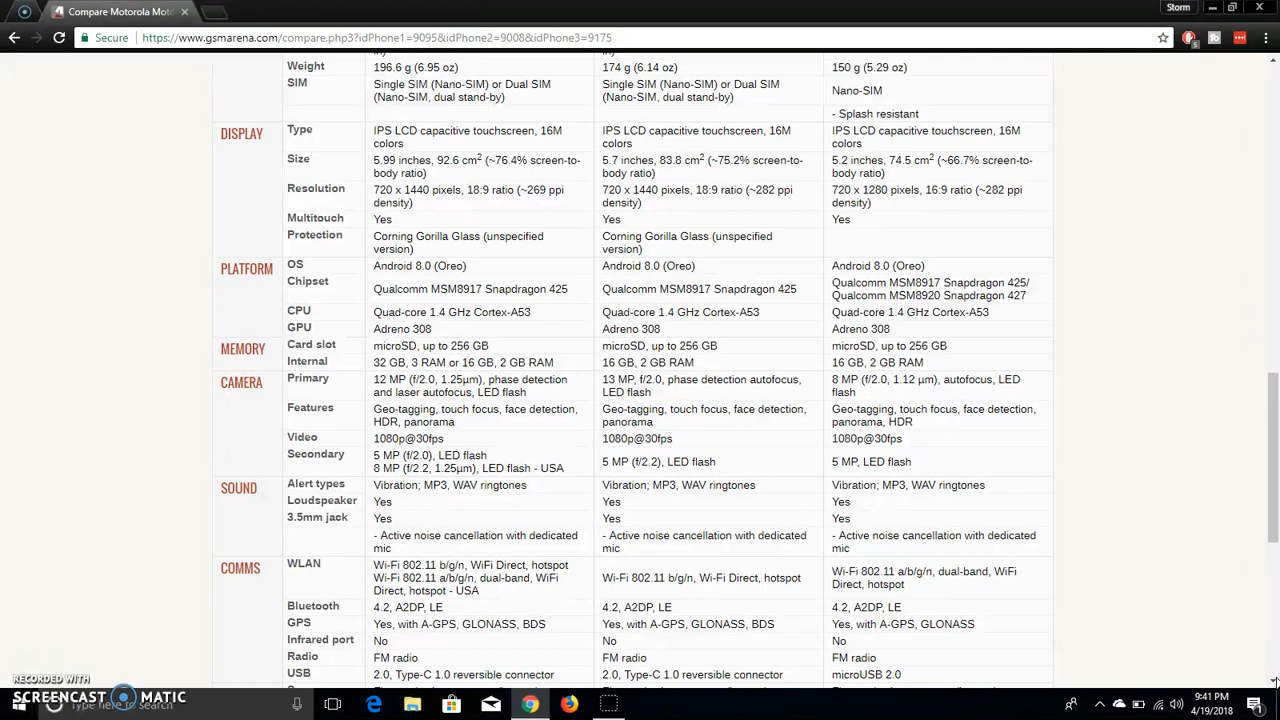 Compare Motorola Moto
Storm
Secure
https://www.gsmarena.com/compare.php3?idPhone1=9095&idPhone2=9008&idPhone3=9175
in)
in)
Weight 196.6 g (6.95 oz) 174 g (6.14 oz) 150 g (5.29 oz)
SIM Single SIM (Nano-SIM) or Dual SIM Single SIM (Nano-SIM) or Dual SIM Nano-SIM
(Nano-SIM, dual stand-by) (Nano-SIM, dual stand-by)
- Splash resistant
DISPLAY Type IPS LCD capacitive touchscreen, 16M IPS LCD capacitive touchscreen, 16M IPS LCD capacitive touchscreen, 16M
colors colors colors
Size 5.99 inches, 92.6 cm2 (~76.4% screen-to- 5.7 inches, 83.8 cm2 (~75.2% screen-to- 5.2 inches, 74.5 cm2 (~66.7% screen-to-
body ratio) body ratio) body ratio)
Resolution 720 x 1440 pixels, 18:9 ratio (~269 ppi 720 x 1440 pixels, 18:9 ratio (~282 ppi 720 x 1280 pixels, 16:9 ratio (~282 ppi
density) density) density)
Multitouch Yes Yes Yes
Protection Corning Gorilla Glass (unspecified Corning Gorilla Glass (unspecified
version) version)
PLATFORM OS Android 8.0 (Oreo) Android 8.0 (Oreo) Android 8.0 (Oreo)
Chipset Qualcomm MSM8917 Snapdragon 425 Qualcomm MSM8917 Snapdragon 425 Qualcomm MSM8917 Snapdragon 425/
Qualcomm MSM8920 Snapdragon 427
CPU Quad-core 1.4 GHz Cortex-A53 Quad-core 1.4 GHz Cortex-A53 Quad-core 1.4 GHz Cortex-A53
GPU Adreno 308 Adreno 308 Adreno 308
MEMORY Card slot microSD, up to 256 GB microSD, up to 256 GB microSD, up to 256 GB
Internal 32 GB, 3 RAM or 16 GB, 2 GB RAM 16 GB, 2 GB RAM 16 GB, 2 GB RAM
CAMERA Primary 12 MP (f/2.0, 1.25µm), phase detection 13 MP, f/2.0, phase detection autofocus, 8 MP (f/2.0, 1.12 µm), autofocus, LED
and laser autofocus, LED flash LED flash flash
Features Geo-tagging, touch focus, face detection, Geo-tagging, touch focus, face detection, Geo-tagging, touch focus, face detection,
HDR, panorama panorama panorama, HDR
Video 1080p@30fps 1080p@30fps 1080p@30fps
Secondary 5 MP (f/2.0), LED flash 5 MP (f/2.2), LED flash 5 MP, LED flash
8 MP (f/2.2, 1.25µm), LED flash - USA
SOUND Alert types Vibration; MP3, WAV ringtones Vibration; MP3, WAV ringtones Vibration; MP3, WAV ringtones
Loudspeaker Yes Yes Yes
3.5mm jack Yes Yes Yes
- Active noise cancellation with dedicated - Active noise cancellation with dedicated - Active noise cancellation with dedicated
mic mic mic
COMMS WLAN Wi-Fi 802.11 b/g/n, WiFi Direct, hotspot Wi-Fi 802.11 b/g/n, Wi-Fi Direct, hotspot Wi-Fi 802.11 a/b/g/n, dual-band, WiFi
Wi-Fi 802.11 a/b/g/n, dual-band, WiFi Direct, hotspot
Direct, hotspot - USA
Bluetooth 4.2, A2DP, LE 4.2, A2DP, LE 4.2, A2DP, LE
GPS Yes, with A-GPS, GLONASS, BDS Yes, with A-GPS, GLONASS, BDS Yes, with A-GPS, GLONASS
Infrared port No No No
Radio FM radio FM radio FM radio
USB 2.0, Type-C 1.0 reversible connector 2.0, Type-C 1.0 reversible connector microUSB 2.0
RECORDED WITH
SCREENCAST MATIC
Type here to search
9:41 PM
4/19/2018